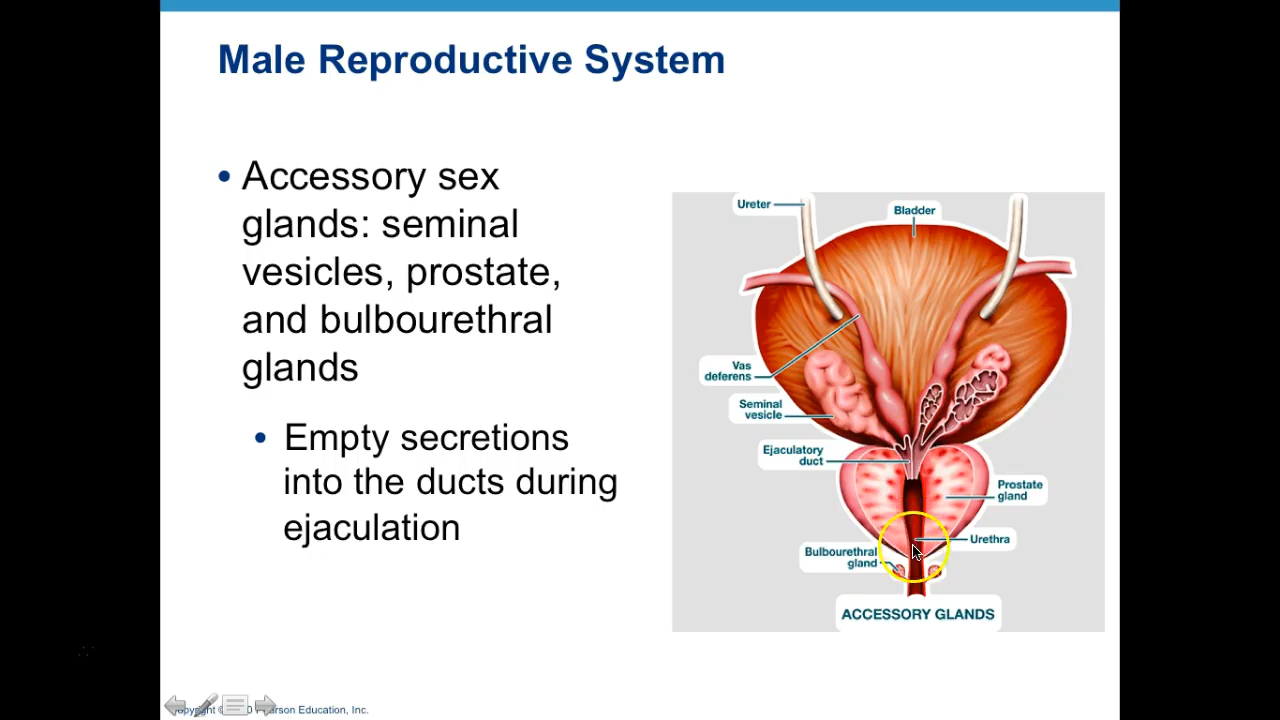 Male Reproductive System
• Accessory sex
glands: seminal
vesicles, prostate,
and bulbourethral
glands
• Empty secretions
into the ducts during
ejaculation
Ureter
Bladder
Vas
deferens
Seminal
vesicle
Ejaculatory
duct
Prostate
gland
Urethra
Bulbourethral
gland
ACCESSORY GLANDS
Education, Inc.